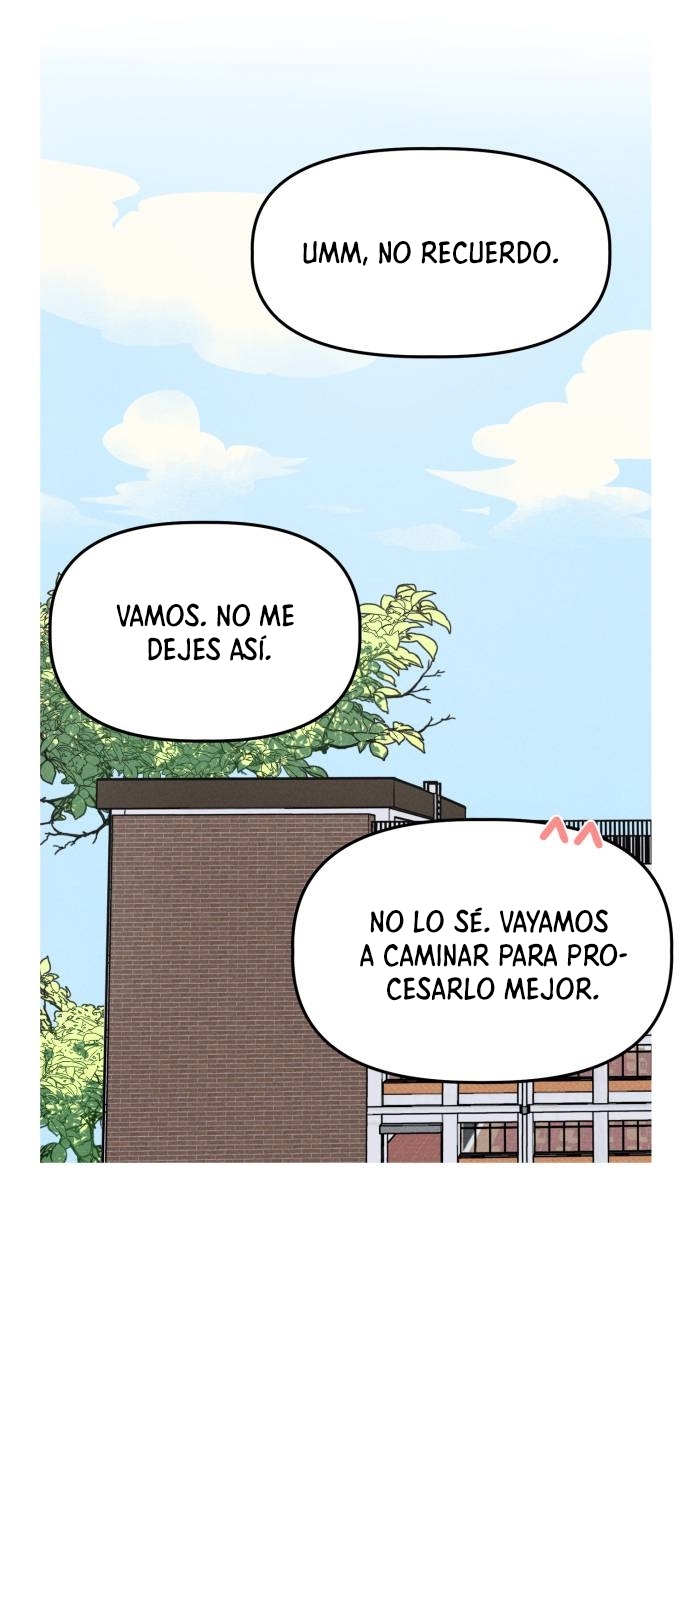 UMM, NO RECUERDO.
VAMOS. NO ME
DEJES ASÍ.
NO LO SÉ. VAYAMOS
A CAMINAR PARA PRO-
CESARLO MEJOR.